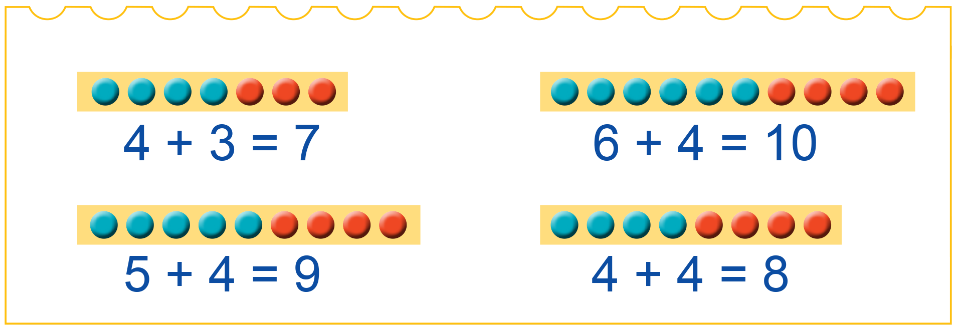 4 + 3 = 7
6 + 4 = 10
5 + 4 = 9
4 + 4 = 8